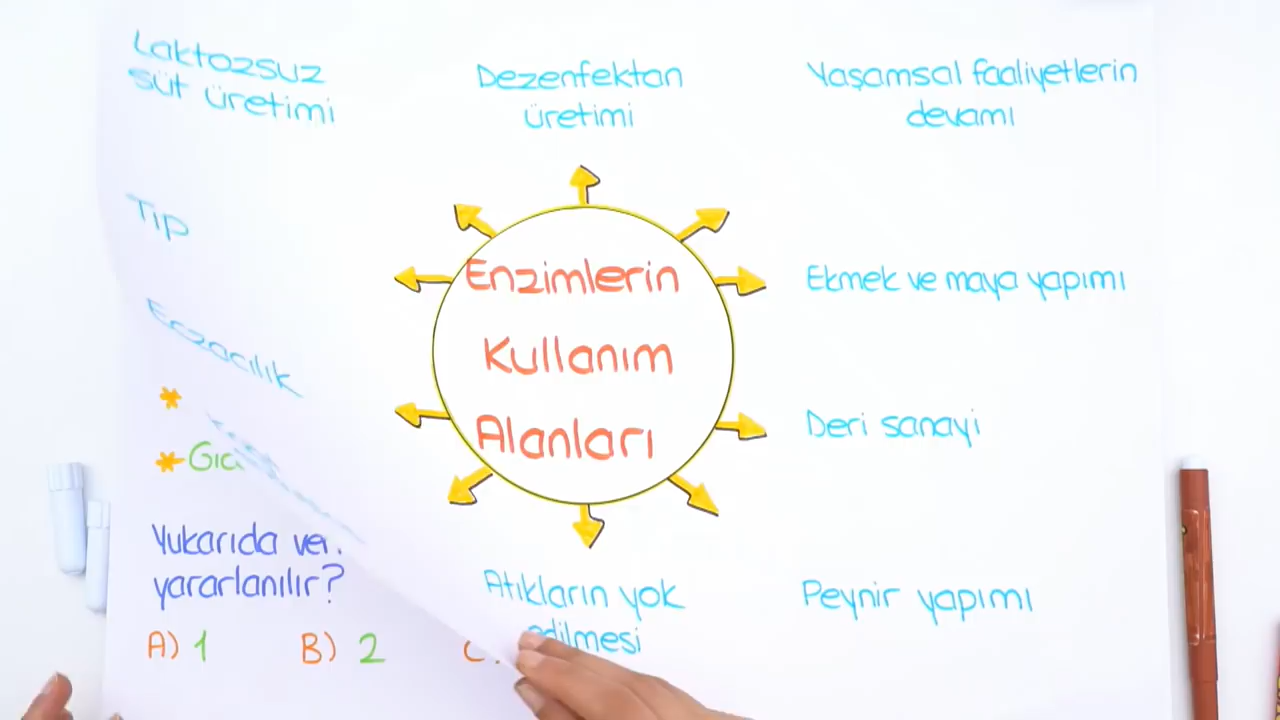 Laktozsuz
süt üretimi
Dezenfektan
üretimi
Yaşamsal faaliyetlerin
devamı
Tıp
Enzimlerin
Kullanım
Alanları
Ekmek ve maya yapımı
Eczacılık
Deri sanayi
Yukarıda
yararlanılır?
Atıkların yok
edilmesi
Peynir yapımı
A) 1
B) 2